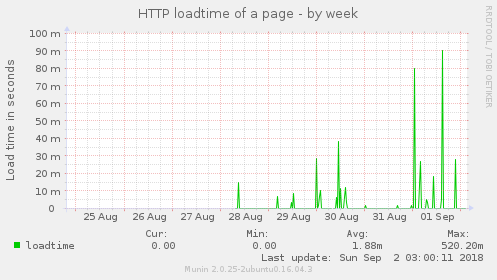 HTTP loadtime of a page - by week
RRDTOOL / TOBI OETIKER
Load time in seconds
100 m
90 m
80 m
70 m
60 m
50 m
40 m
30 m
20 m
10 m
0
25 Aug 26 Aug 27 Aug 28 Aug 29 Aug 30 Aug 31 Aug 01 Sep
Cur: Min: Avg: Max:
loadtime 0.00 0.00 1.88m 520.20m
Last update: Sun Sep 2 03:00:11 2018
Munin 2.0.25-2ubuntu0.16.04.3